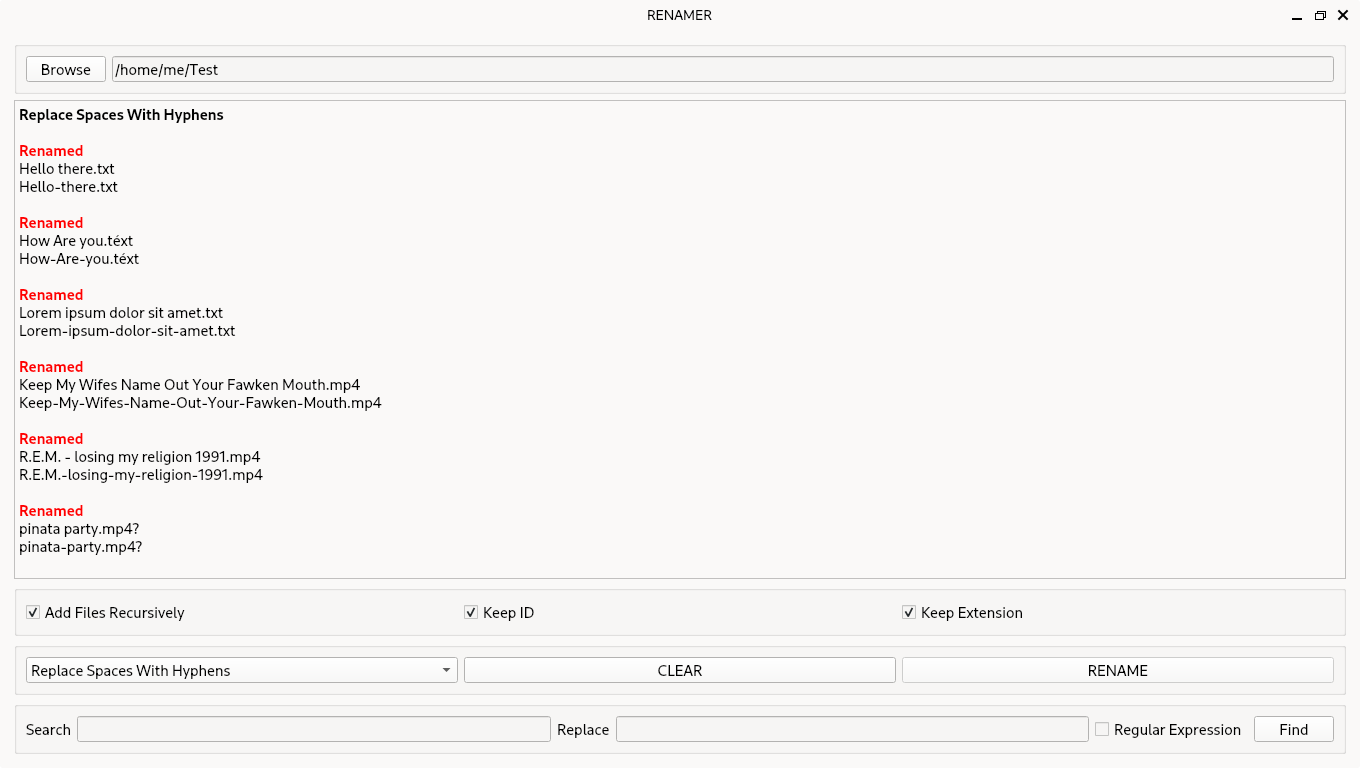 RENAMER
Browse /home/me/Test
Replace Spaces With Hyphens
Renamed
Hello there.txt
Hello-there.txt
Renamed
How Are you.téxt
How-Are-you.téxt
Renamed
Lorem ipsum dolor sit amet.txt
Lorem-ipsum-dolor-sit-amet.txt
Renamed
Keep My Wifes Name Out Your Fawken Mouth.mp4
Keep-My-Wifes-Name-Out-Your-Fawken-Mouth.mp4
Renamed
R.E.M. - losing my religion 1991.mp4
R.E.M.-losing-my-religion-1991.mp4
Renamed
pinata party.mp4?
pinata-party.mp4?
Add Files Recursively Keep ID Keep Extension
Replace Spaces With Hyphens CLEAR RENAME
Search Replace Regular Expression Find